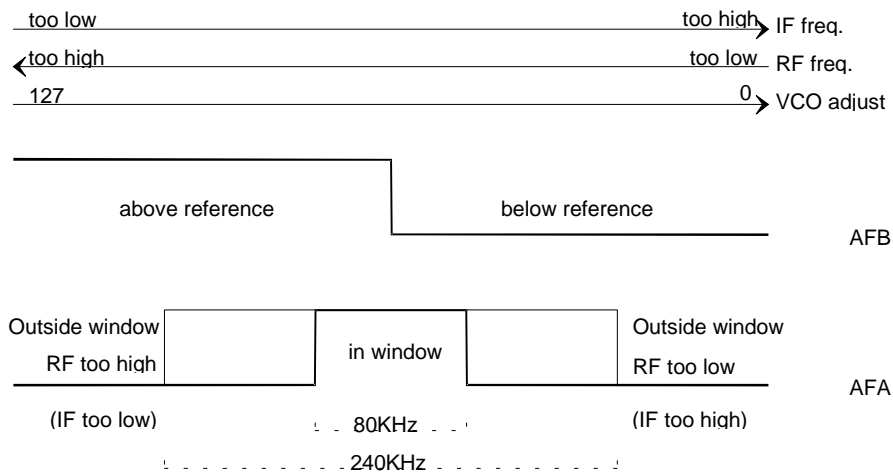 too low too high IF freq.
too high too low RF freq.
127 0 VCO adjust
above reference below reference
AFB
Outside window Outside window
in window
RF too high RF too low
AFA
(IF too low) (IF too high)
80KHz
240KHz